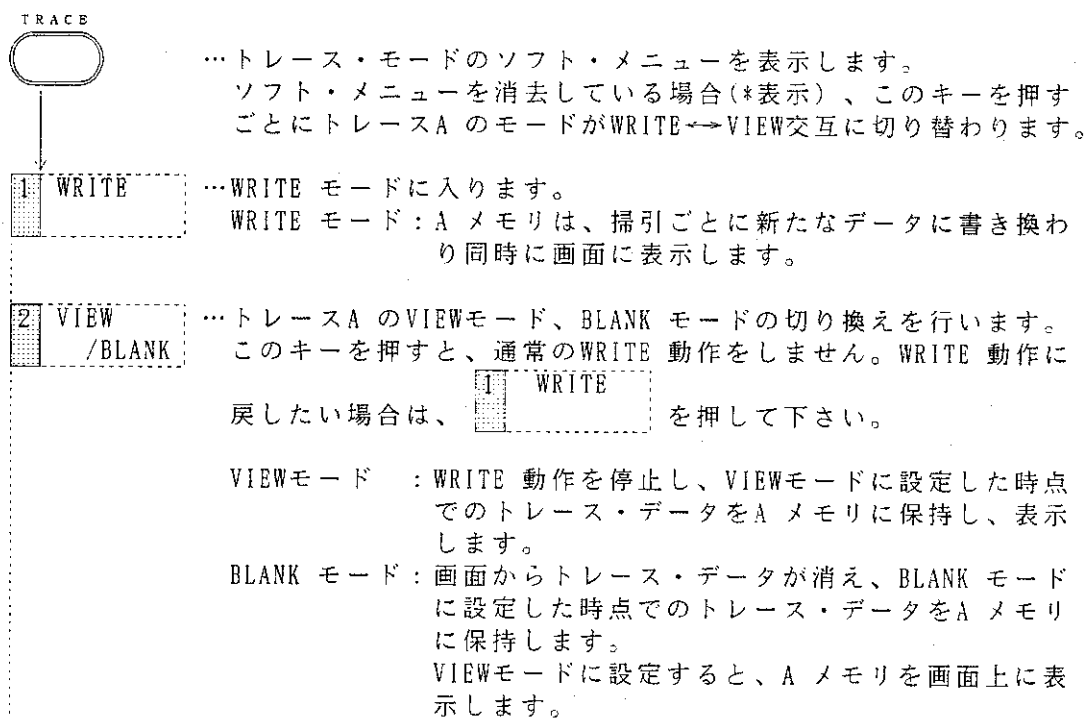 TRACE
…トレース・モードのソフト・メニューを表示します。
ソフト・メニューを消去している場合(*表示)、このキーを押す
ごとにトレースA のモードがWRITE←→VIEW交互に切り替わります。
1 WRITE …WRITE モードに入ります。
WRITE モード:A メモリは、掃引ごとに新たなデータに書き換わ
り同時に画面に表示します。
2 VIEW …トレースA のVIEWモード、BLANK モードの切り換えを行います。
/BLANK このキーを押すと、通常のWRITE 動作をしません。WRITE 動作に
戻したい場合は、 1 WRITE を押して下さい。
VIEWモード :WRITE 動作を停止し、VIEWモードに設定した時点
でのトレース・データをA メモリに保持し、表示
します。
BLANK モード:画面からトレース・データが消え、BLANK モード
に設定した時点でのトレース・データをA メモリ
に保持します。
VIEWモードに設定すると、A メモリを画面上に表
示します。